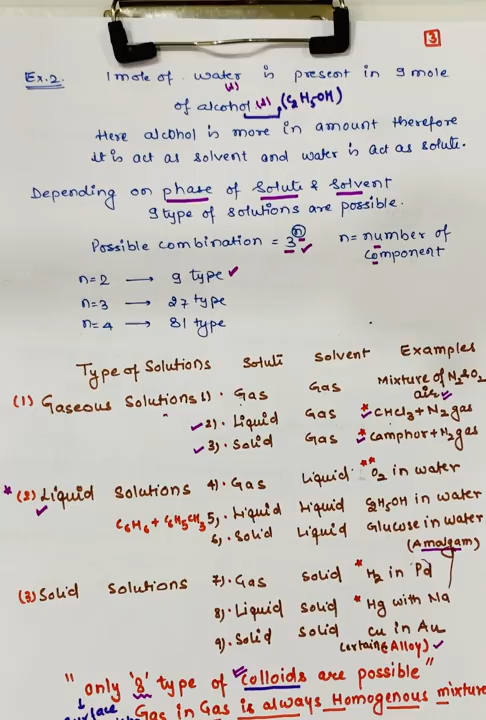 3
Ex.2. 1 mole of water is present in 9 mole
(l)
of alcohol (l) (C2H5OH)
Here alcohol is more in amount therefore
it is act as solvent and water is act as solute.
Depending on phase of Solute & Solvent
9 type of solutions are possible.
Possible combination = 3^n ✓ n = number of
component
n=2 → 9 type ✓
n=3 → 27 type
n=4 → 81 type
Type of Solutions Solute Solvent Examples
(1) Gaseous Solutions 1) . Gas Gas Mixture of N2 & O2
air ✓
✓ 2) . Liquid Gas * CHCl3 + N2 gas
✓ 3) . Solid Gas * Camphor + N2 gas
* (2) Liquid Solutions 4) . Gas Liquid ** O2 in water
✓ C6H6 + C6H5CH3 5) . Liquid Liquid C2H5OH in water
6) . Solid Liquid Glucose in water
(Amalgam)
(3) Solid Solutions 7) . Gas Solid * H2 in Pd
8) . Liquid Solid * Hg with Na
9) . Solid Solid Cu in Au
(Alloy) ✓
" only '8' type of Colloids are possible "
Surface Gas in Gas is always Homogenous mixture